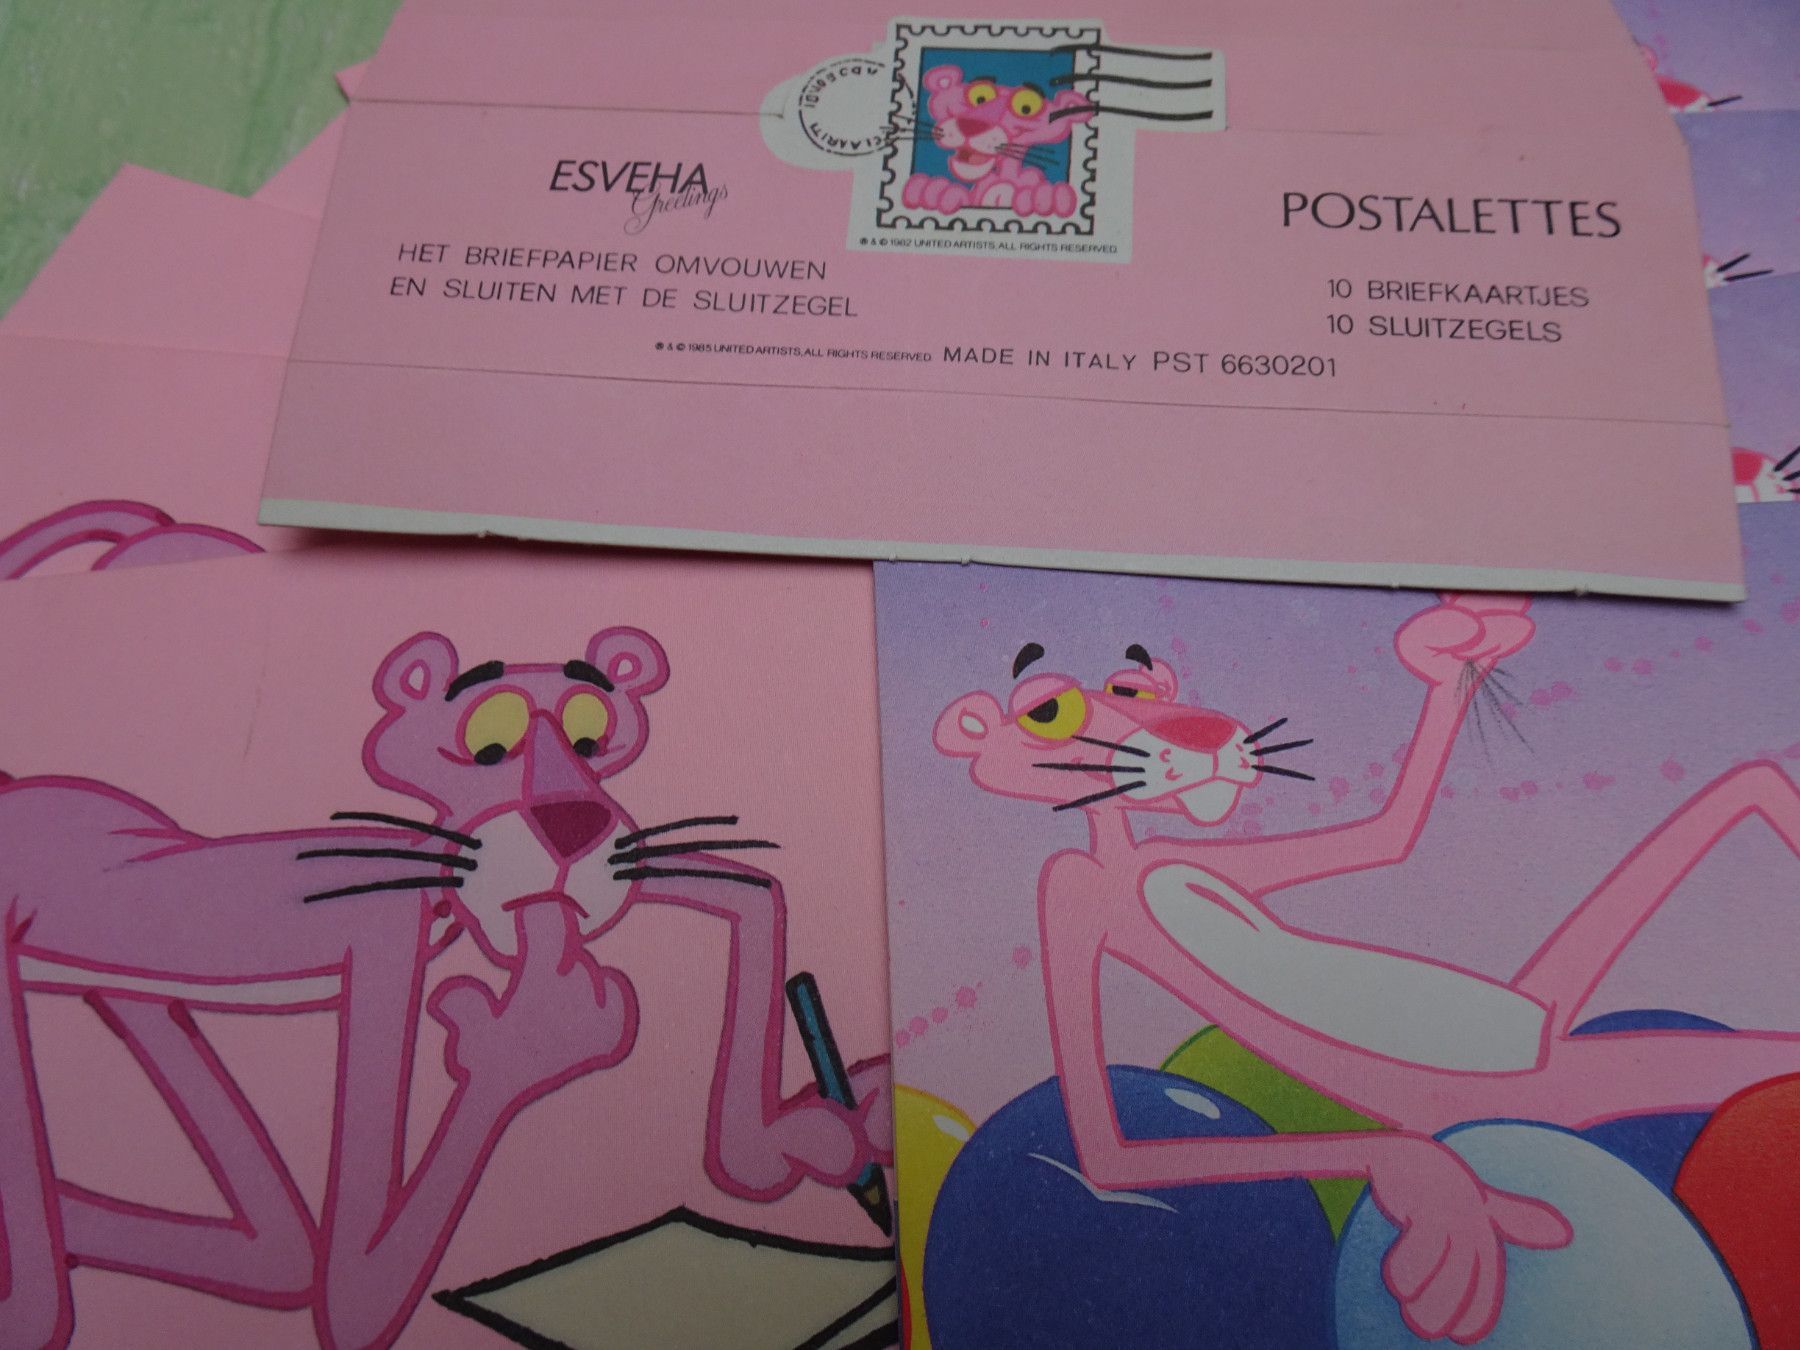 ESVEHA
Greetings
HET BRIEFPAPIER OMVOUWEN
EN SLUITEN MET DE SLUITZEGEL
® & © 1982 UNITED ARTISTS, ALL RIGHTS RESERVED.
POSTALETTES
10 BRIEFKAARTJES
10 SLUITZEGELS
® & © 1985 UNITED ARTISTS, ALL RIGHTS RESERVED. MADE IN ITALY PST 6630201